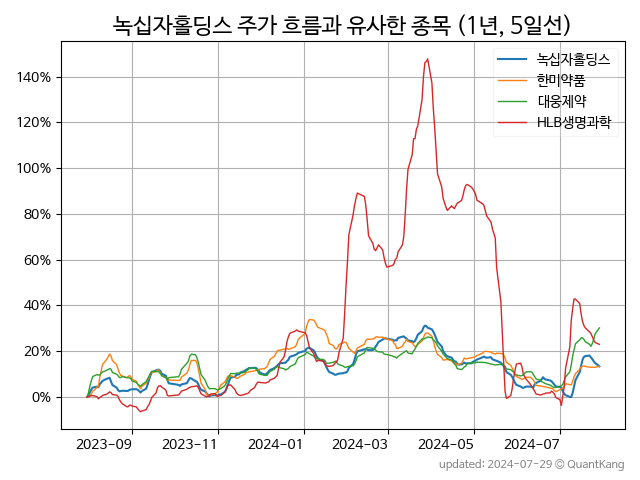 녹십자홀딩스 주가 흐름과 유사한 종목 (1년, 5일선)
녹십자홀딩스
한미약품
대웅제약
HLB생명과학
140%
120%
100%
80%
60%
40%
20%
0%
2023-09
2023-11
2024-01
2024-03
2024-05
2024-07
updated: 2024-07-29 © QuantKang